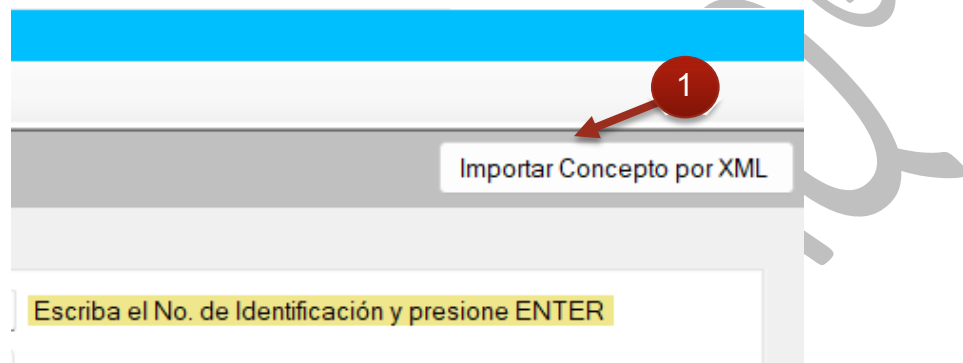 1
Importar Concepto por XML
Escriba el No. de Identificación y presione ENTER